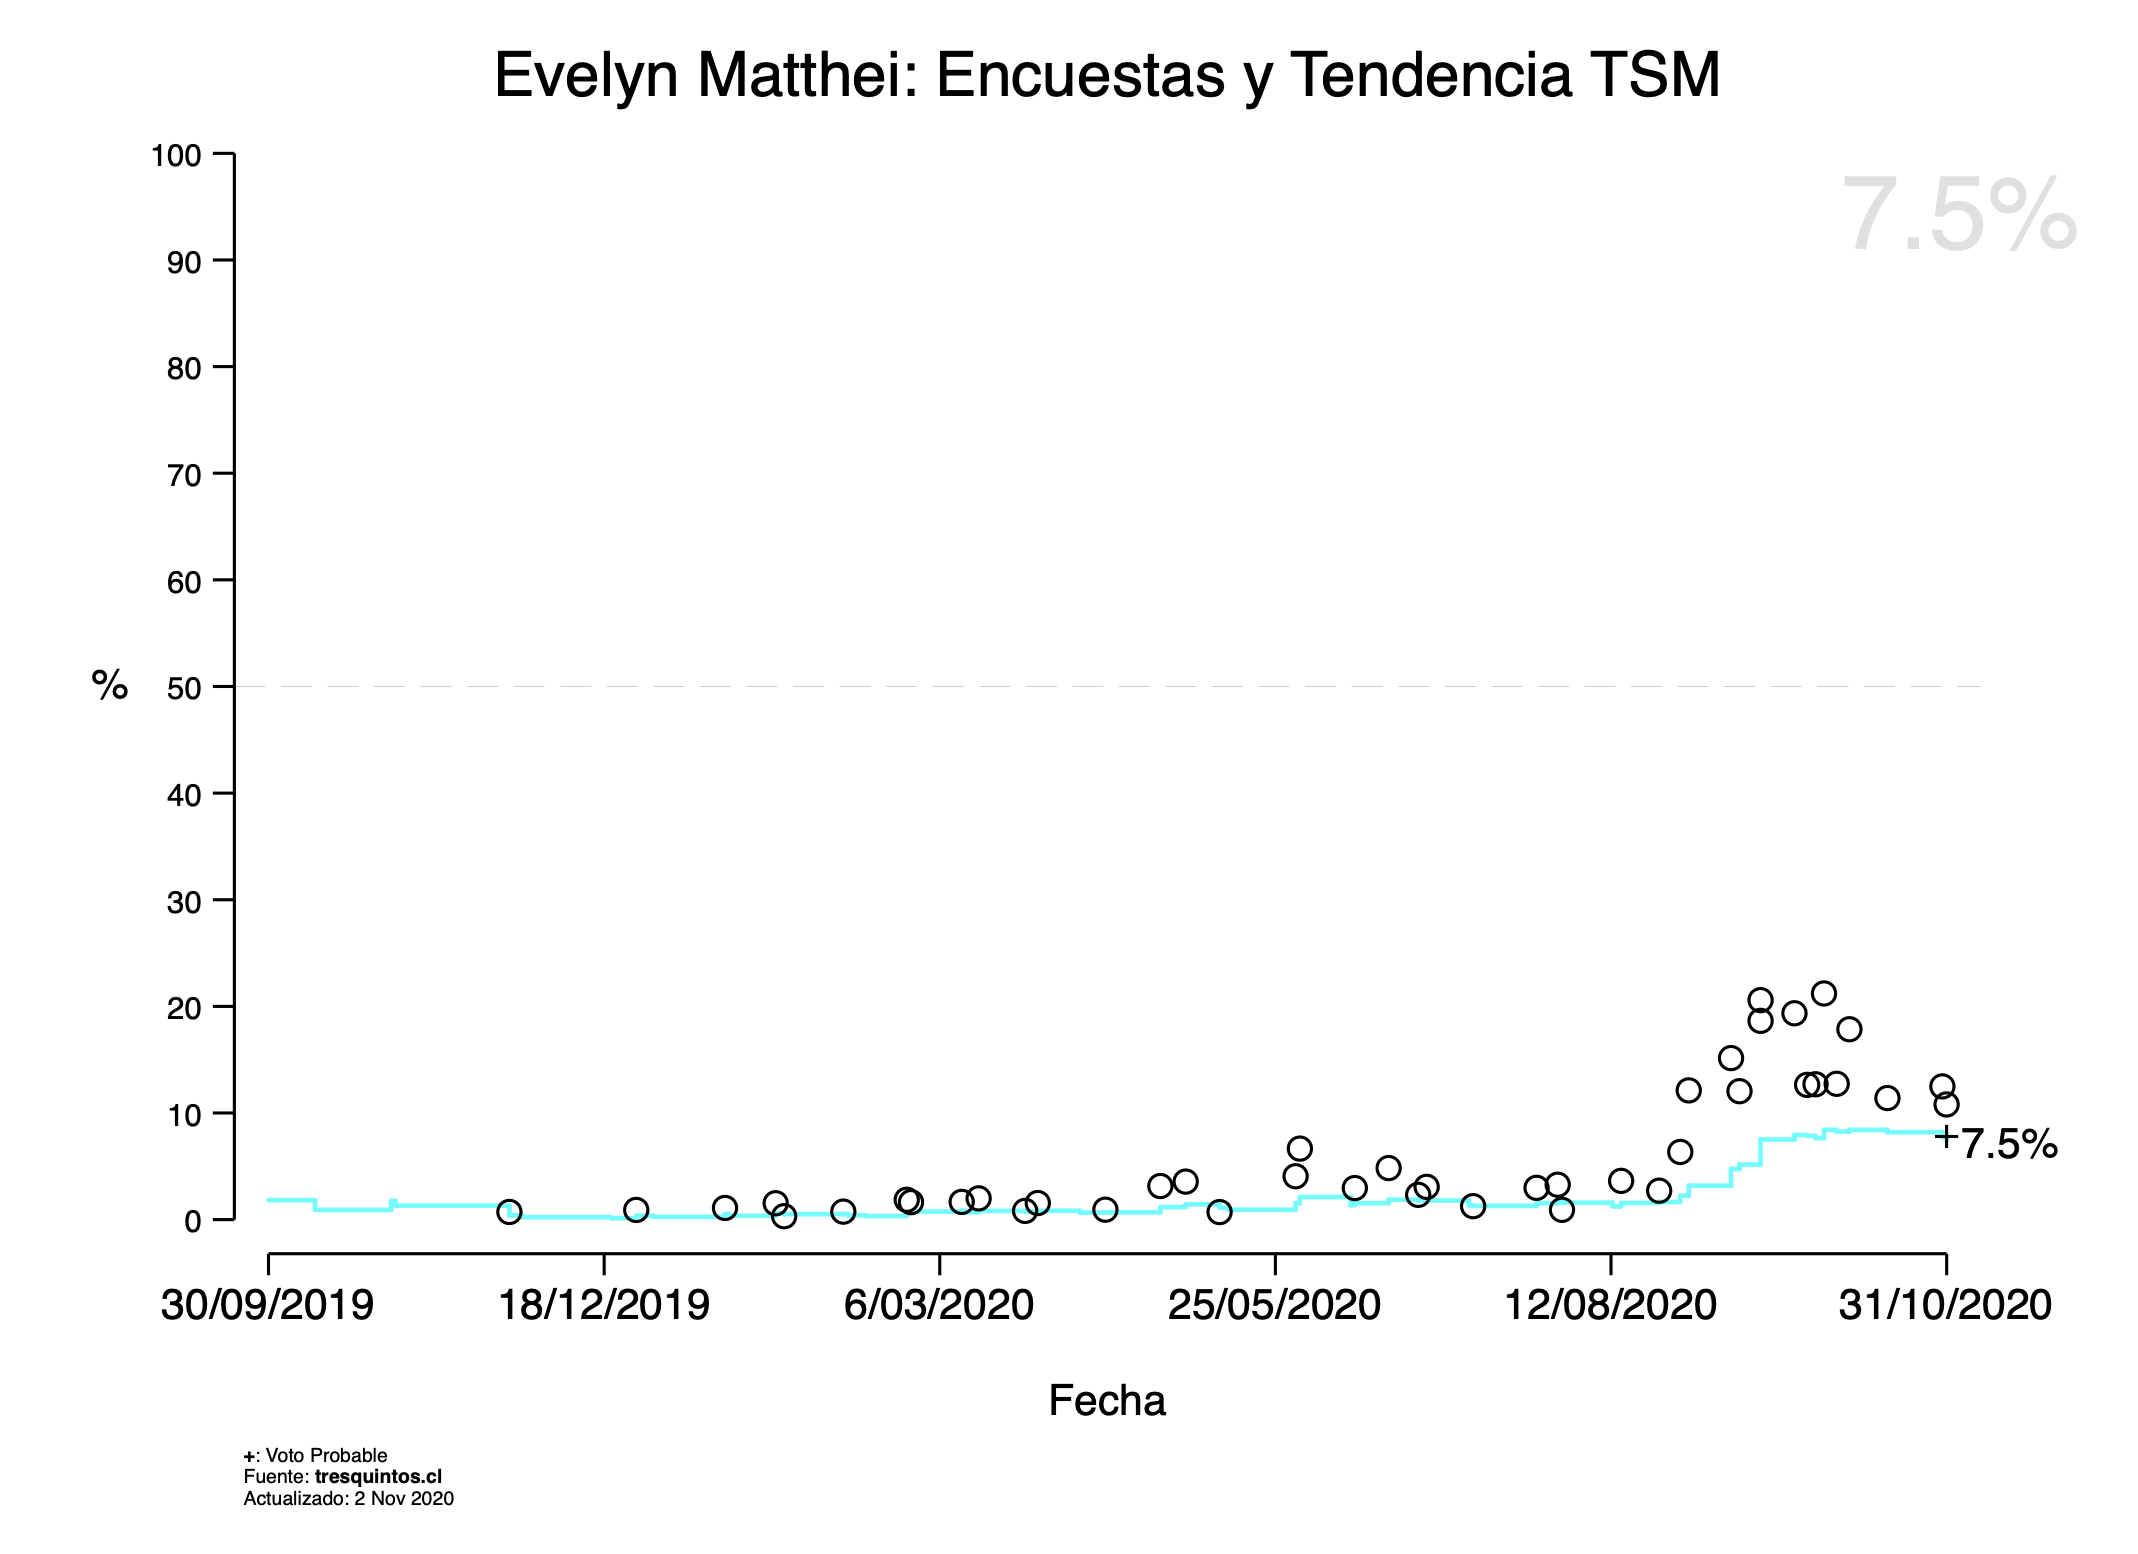 Evelyn Matthei: Encuestas y Tendencia TSM
7.5%
100
90
80
70
60
50
40
30
20
10
0
%
7.5%
30/09/2019 18/12/2019 6/03/2020 25/05/2020 12/08/2020 31/10/2020
Fecha
+: Voto Probable
Fuente: tresquintos.cl
Actualizado: 2 Nov 2020